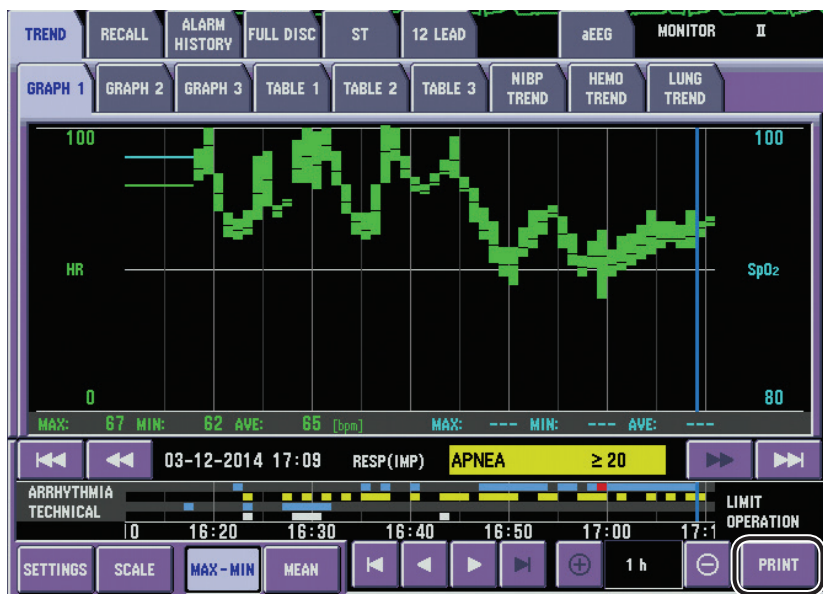 TREND RECALL ALARM HISTORY FULL DISC ST 12 LEAD aEEG MONITOR II
GRAPH 1 GRAPH 2 GRAPH 3 TABLE 1 TABLE 2 TABLE 3 NIBP TREND HEMO TREND LUNG TREND
100 100
HR SpO2
0 80
MAX: 67 MIN: 62 AVE: 65 [bpm] MAX: --- MIN: --- AVE: ---
03-12-2014 17:09 RESP(IMP) APNEA ≥ 20
ARRHYTHMIA
TECHNICAL
LIMIT
OPERATION
0 16:20 16:30 16:40 16:50 17:00 17:1
SETTINGS SCALE MAX-MIN MEAN 1 h PRINT